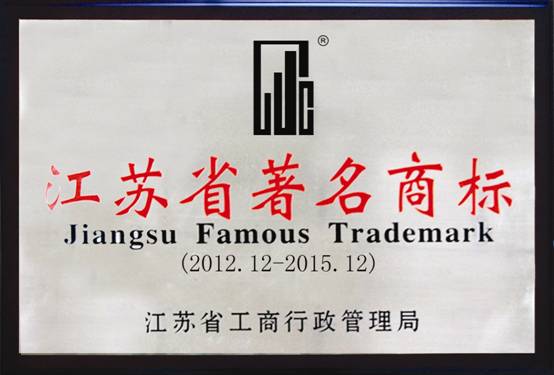 ®
江苏省著名商标
Jiangsu Famous Trademark
(2012.12-2015.12)
江苏省工商行政管理局